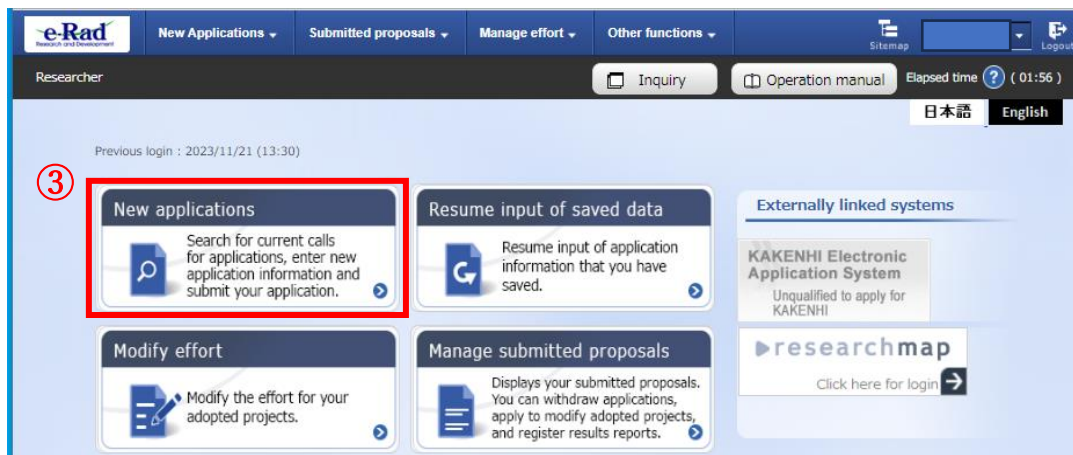 e-Rad
Research and Development
New Applications
Submitted proposals
Manage effort
Other functions
Sitemap
Logout
Researcher
Inquiry
Operation manual
Elapsed time ? ( 01:56 )
日本語
English
Previous login : 2023/11/21 (13:30)
③
New applications
Search for current calls
for applications, enter new
application information and
submit your application.
Resume input of saved data
Resume input of application
information that you have
saved.
Externally linked systems
KAKENHI Electronic
Application System
Unqualified to apply for
KAKENHI
Modify effort
Modify the effort for your
adopted projects.
Manage submitted proposals
Displays your submitted proposals.
You can withdraw applications,
apply to modify adopted projects,
and register results reports.
researchmap
Click here for login